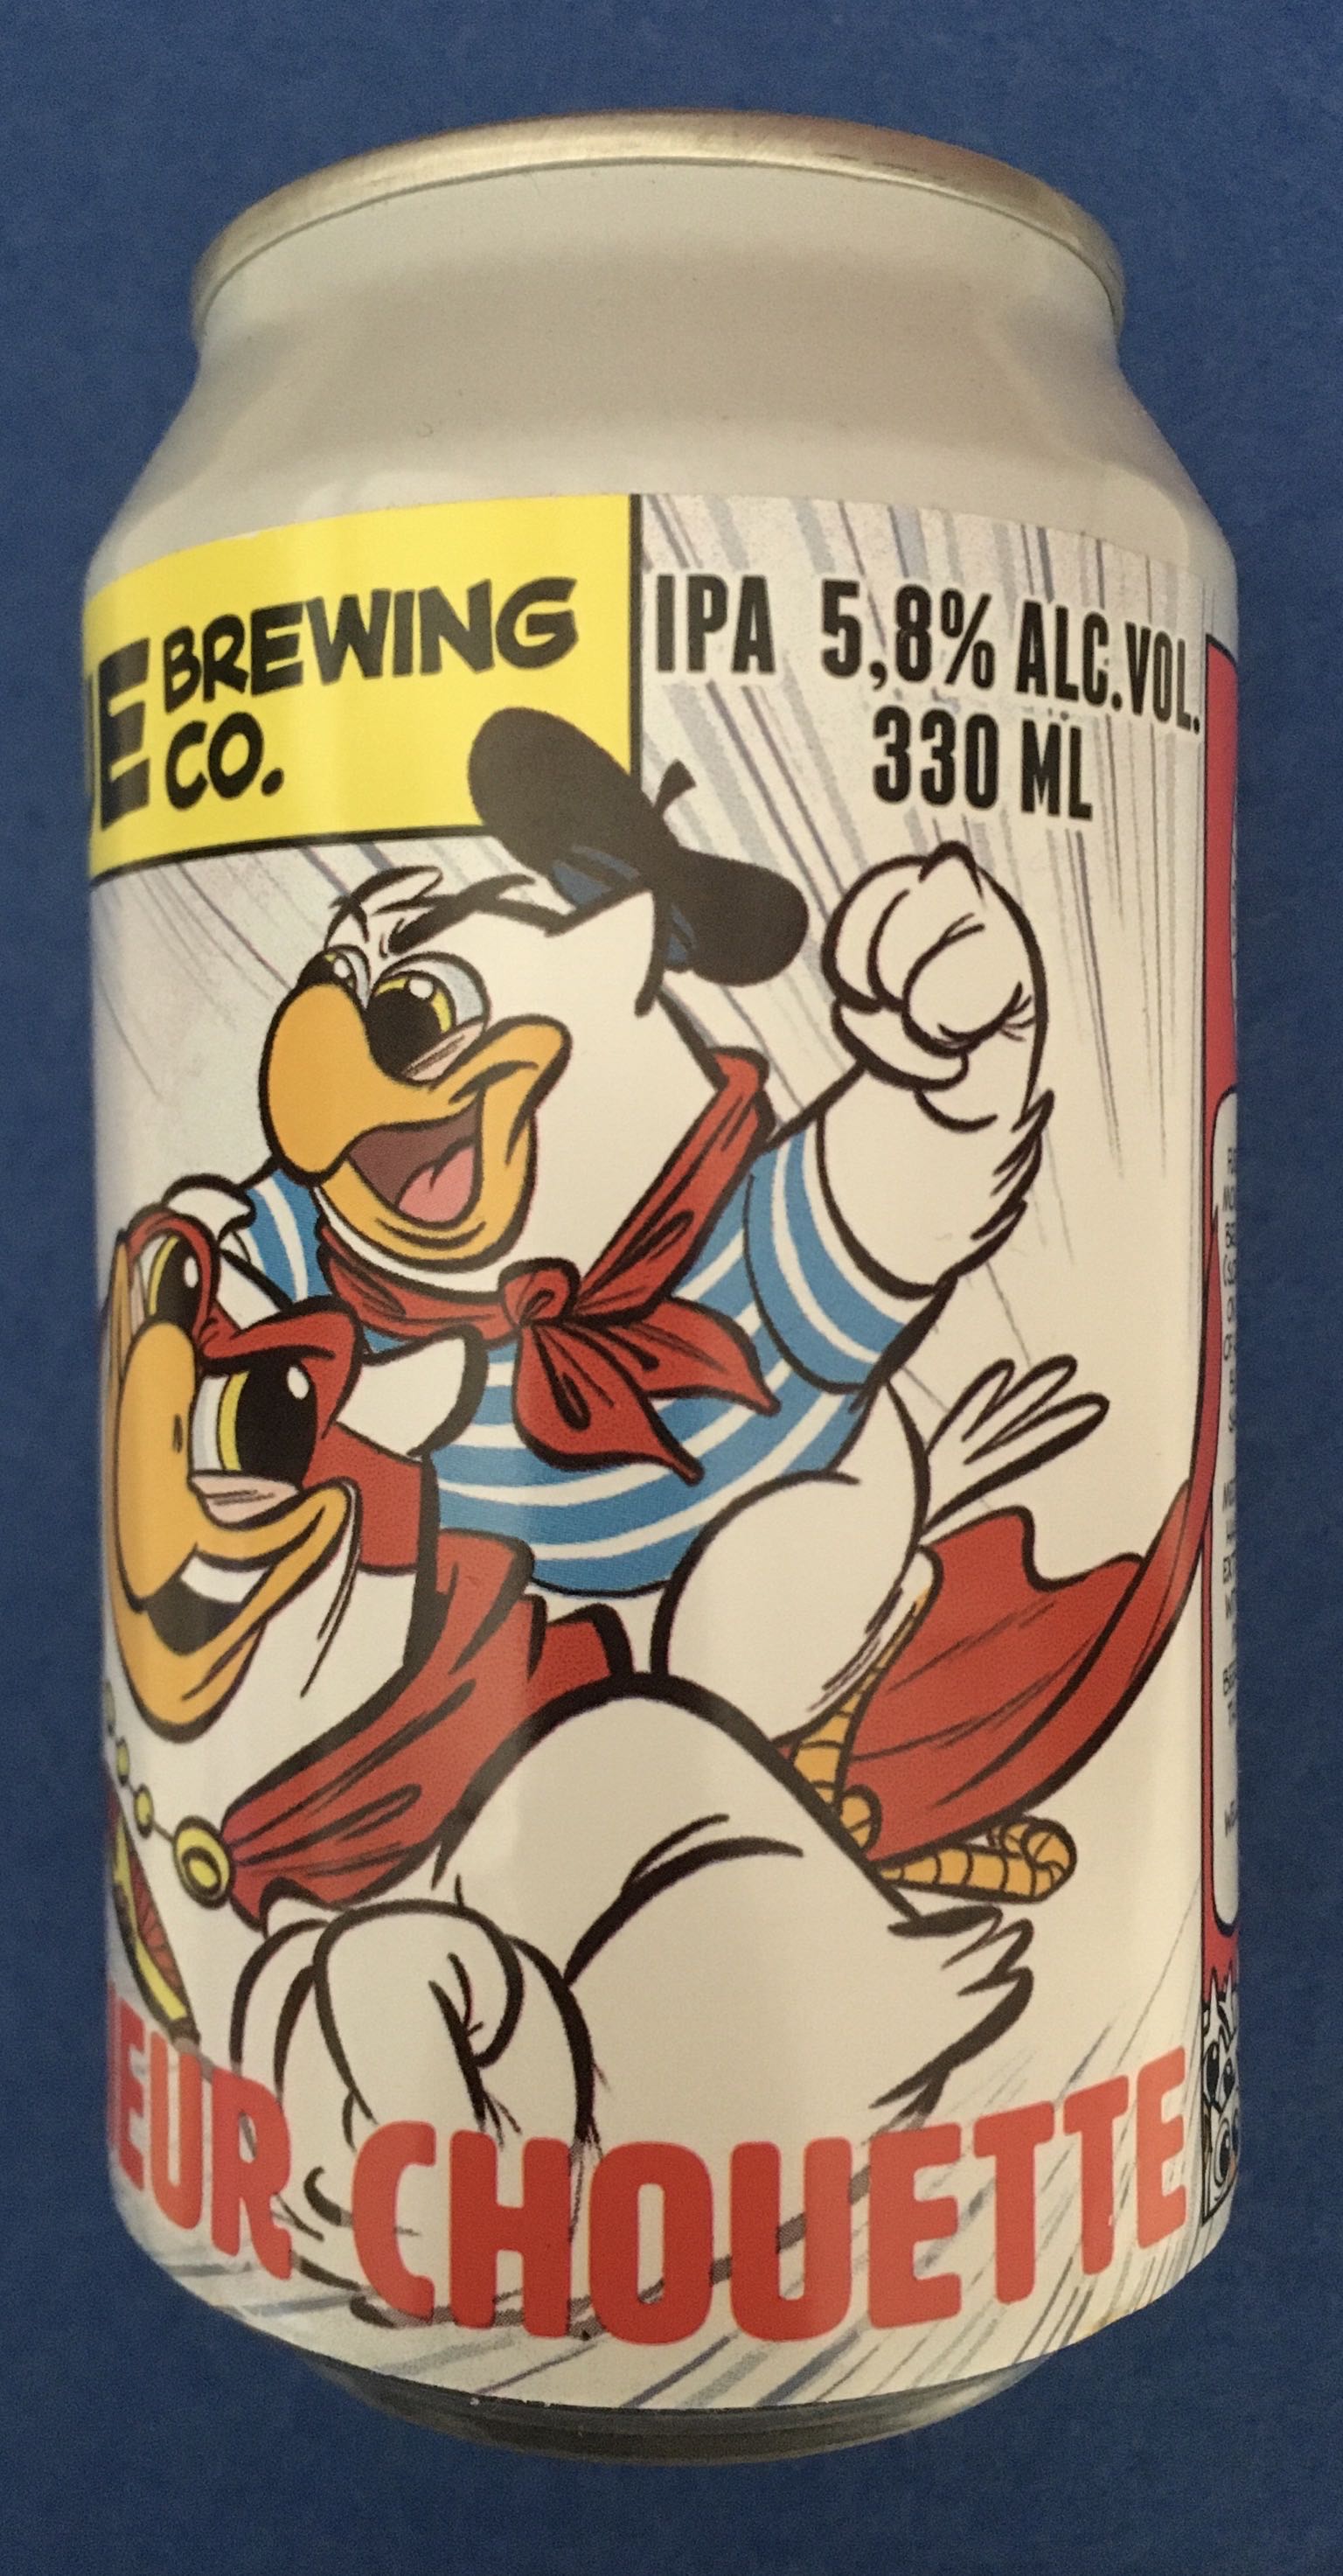 E BREWING
CO.
IPA 5,8% ALC.VOL.
330 ML
EUR CHOUETTE